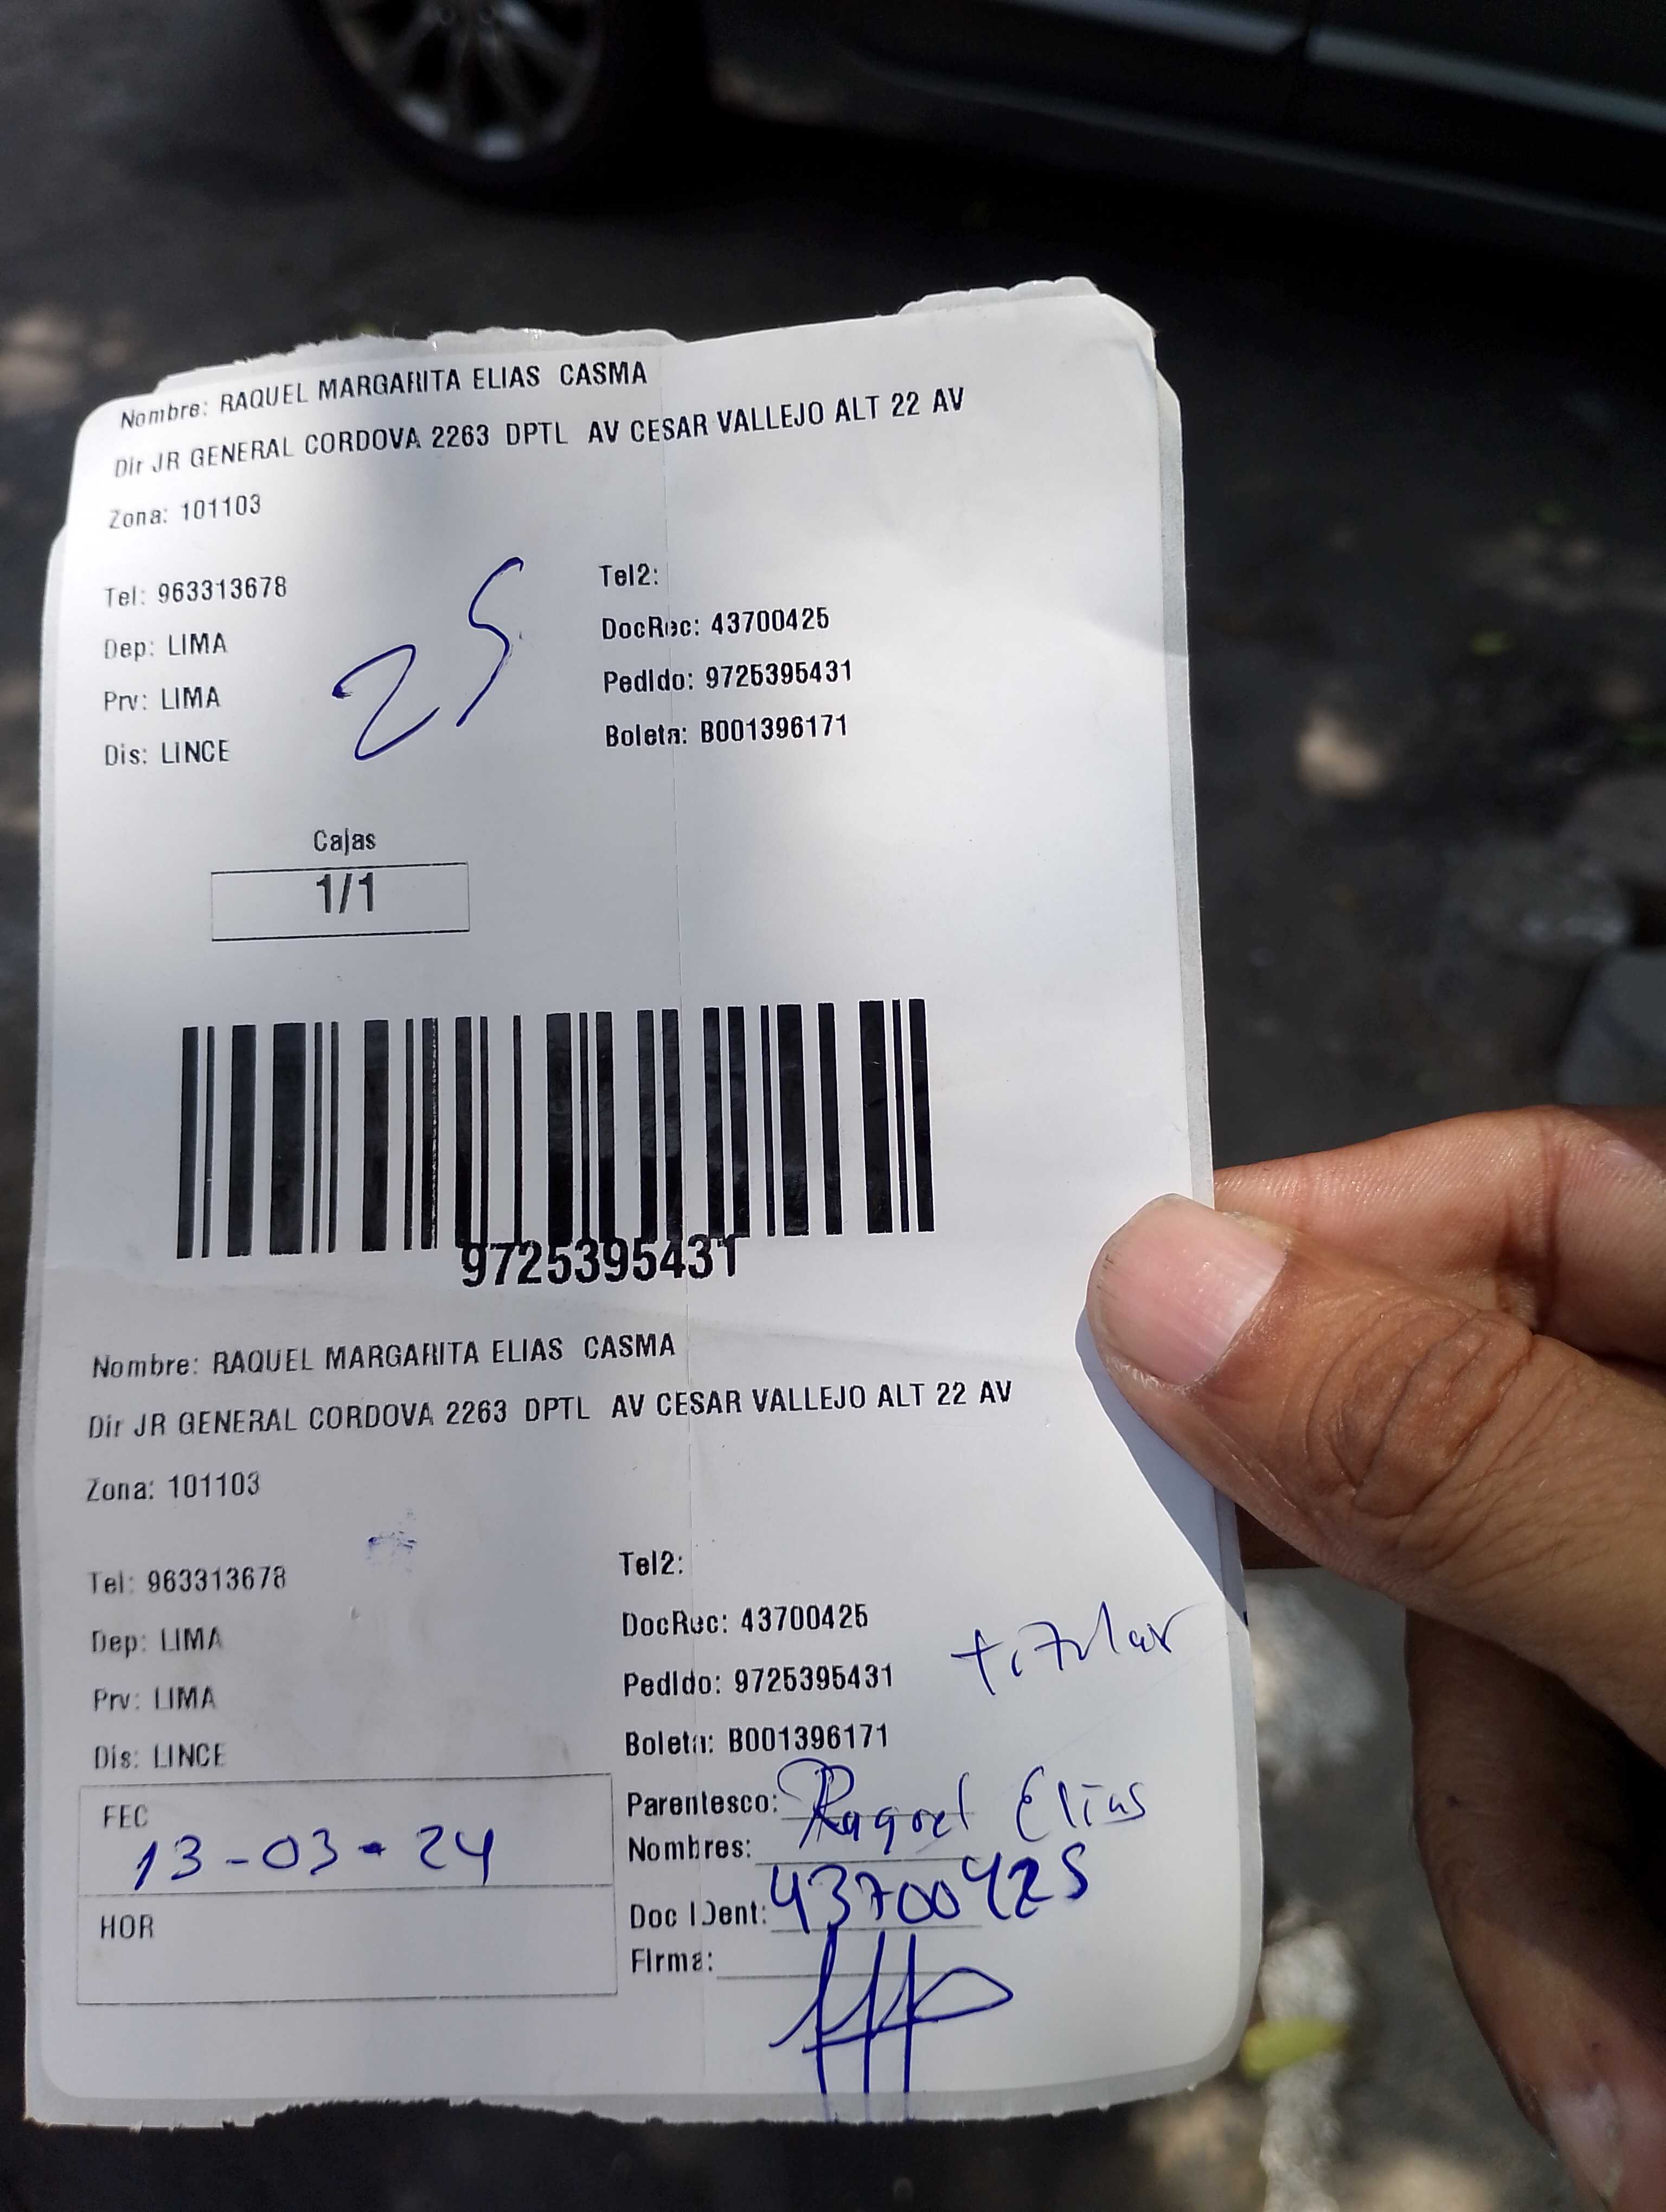 Nombre: RAQUEL MARGARITA ELIAS CASMA
Dir JR GENERAL CORDOVA 2263 DPTL AV CESAR VALLEJO ALT 22 AV
Zona: 101103
Tel: 963313678
Tel2:
Dep: LIMA
DocRec: 43700425
Prv: LIMA
Pedido: 9725395431
Dis: LINCE
Boleta: B001396171
25
Cajas
1/1
9725395431
Nombre: RAQUEL MARGARITA ELIAS CASMA
Dir JR GENERAL CORDOVA 2263 DPTL AV CESAR VALLEJO ALT 22 AV
Zona: 101103
Tel: 963313678
Tel2:
Dep: LIMA
DocRec: 43700425
titular
Prv: LIMA
Pedido: 9725395431
Dis: LINCE
Boleta: B001396171
FEC
13-03-24
HOR
Parentesco:
Nombres: Raquel Elias
Doc IDent: 43700425
Firma: